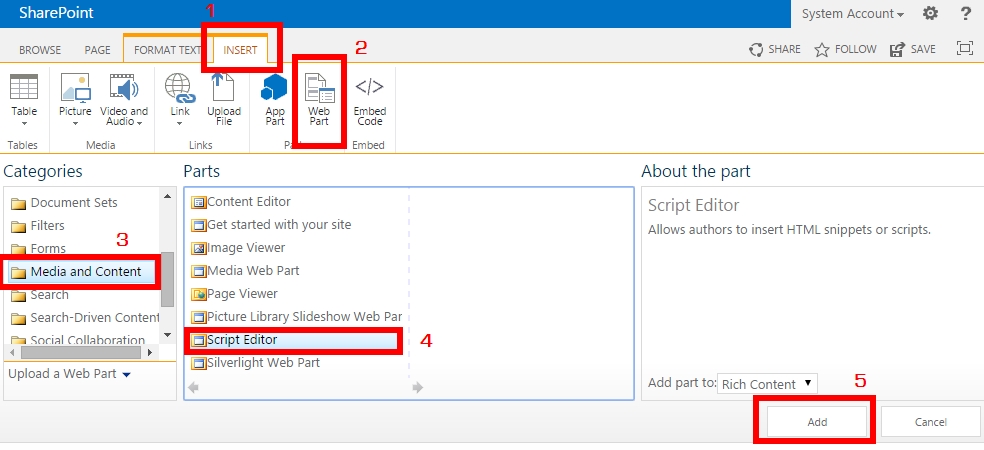 1
SharePoint
System Account
?
BROWSE PAGE FORMAT TEXT INSERT
2
SHARE FOLLOW SAVE
Table Picture Video and Audio Link Upload File App Part Web Part Embed Code
Tables Media Links Embed
Categories Parts About the part
Document Sets
Filters
Forms
3
Media and Content
Search
Search-Driven Content
Social Collaboration
Upload a Web Part
Content Editor
Get started with your site
Image Viewer
Media Web Part
Page Viewer
Picture Library Slideshow Web Par
Script Editor
4
Silverlight Web Part
Script Editor
Allows authors to insert HTML snippets or scripts.
Add part to: Rich Content
5
Add Cancel